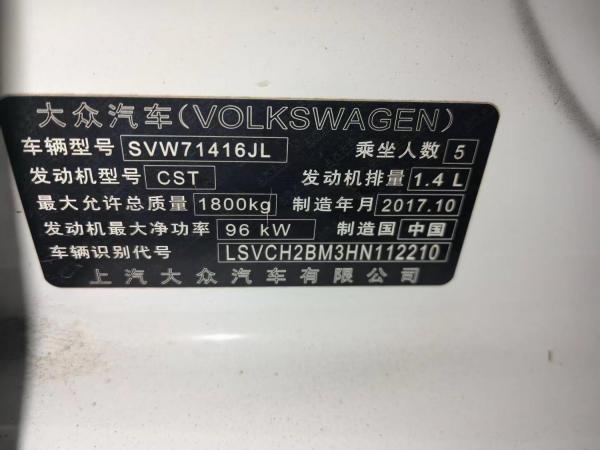 大众汽车(VOLKSWAGEN)
车辆型号 SVW71416JL 乘坐人数 5
发动机型号 CST 发动机排量 1.4 L
最大允许总质量 1800kg 制造年月 2017.10
发动机最大净功率 96 kW 制造国 中国
车辆识别代号 LSVCH2BM3HN112210
上汽大众汽车有限公司